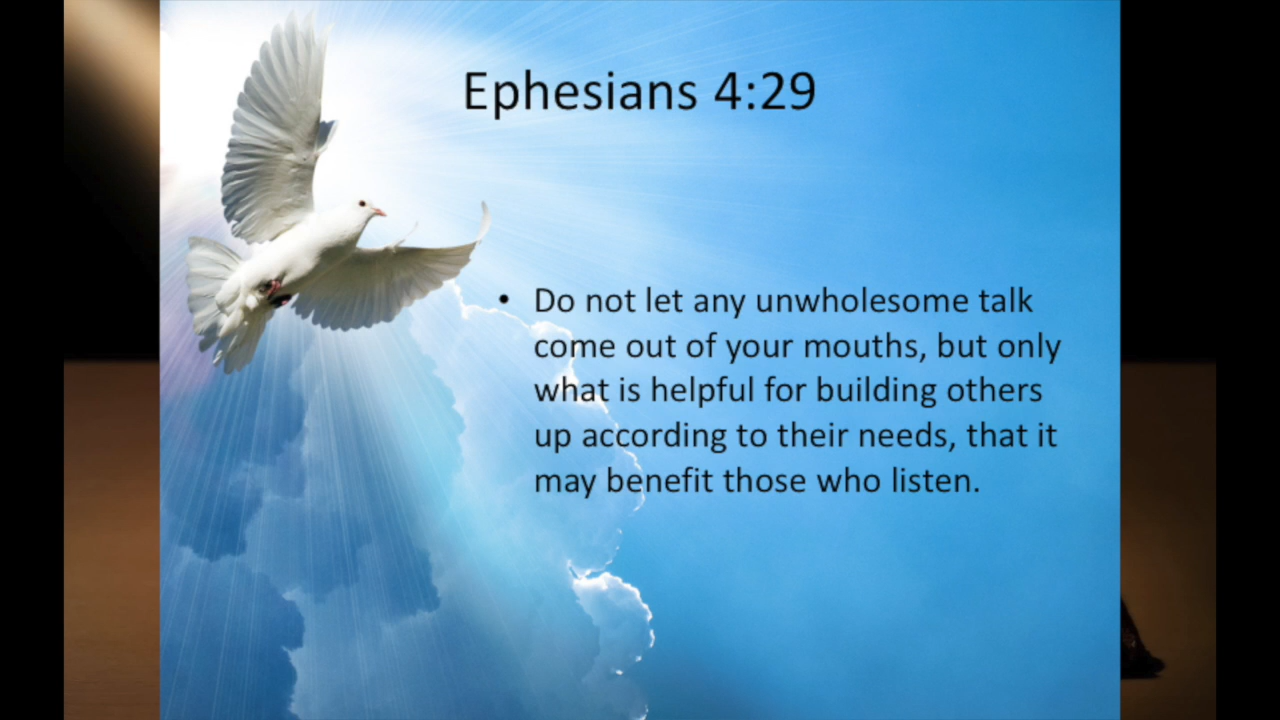 Ephesians 4:29
• Do not let any unwholesome talk
come out of your mouths, but only
what is helpful for building others
up according to their needs, that it
may benefit those who listen.